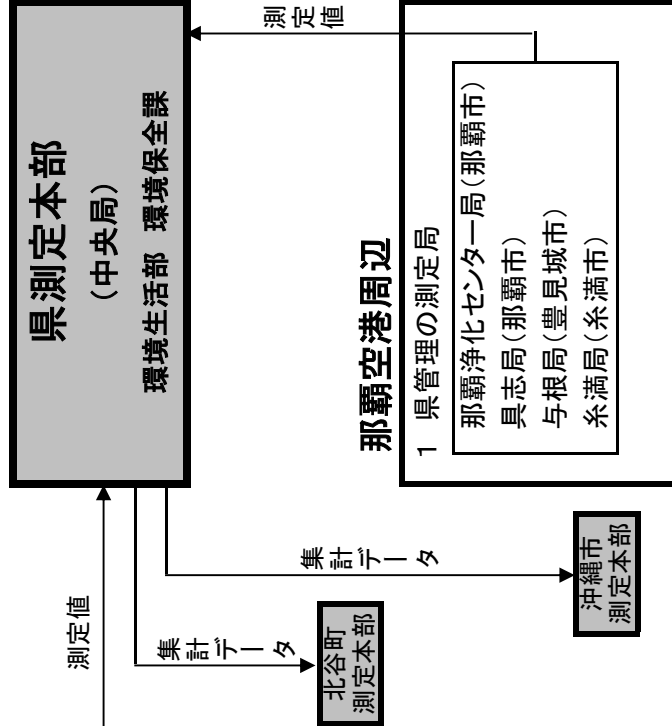 県測定本部
(中央局)
環境生活部 環境保全課
測定値
那覇空港周辺
1 県管理の測定局
那覇浄化センター局(那覇市)
具志局(那覇市)
与根局(豊見城市)
糸満局(糸満市)
測定値
集計データ
北谷町
測定本部
集計データ
沖縄市
測定本部